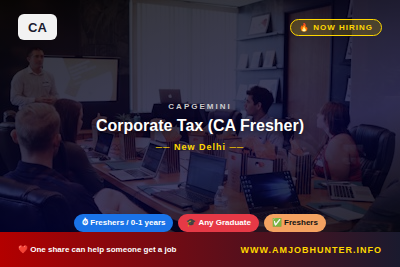 CA
🔥 NOW HIRING
CAPGEMINI
Corporate Tax (CA Fresher)
── New Delhi ──
⏱ Freshers / 0-1 years
🎓 Any Graduate
✅ Freshers
❤️ One share can help someone get a job
WWW.AMJOBHUNTER.INFO